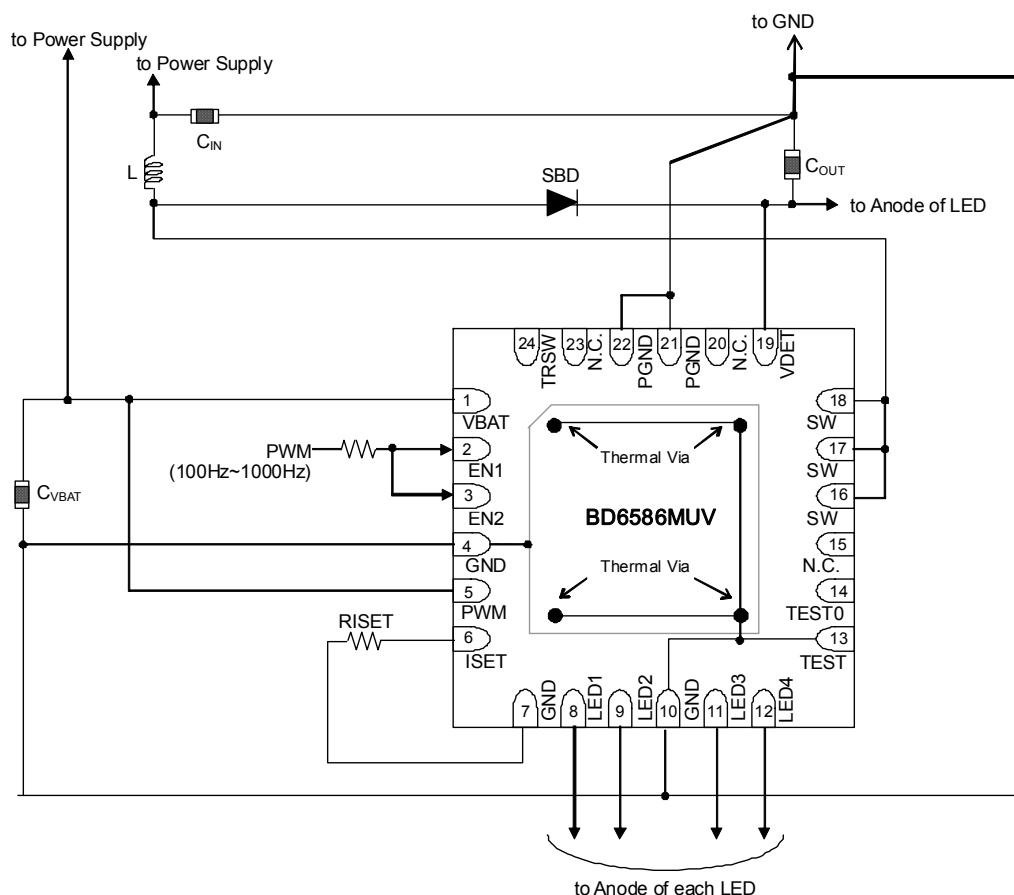 to GND
to Power Supply
to Power Supply
CIN
L
SBD
COUT
to Anode of LED
24
23
22
21
20
19
TRSW
N.C.
PGND
PGND
N.C.
VDET
1
VBAT
18
SW
PWM
(100Hz~1000Hz)
2
EN1
Thermal Via
17
SW
CVBAT
3
EN2
BD6586MUV
16
SW
4
GND
15
N.C.
Thermal Via
5
PWM
14
TEST0
RISET
6
ISET
13
TEST
GND
LED1
LED2
GND
LED3
LED4
7
8
9
10
11
12
to Anode of each LED